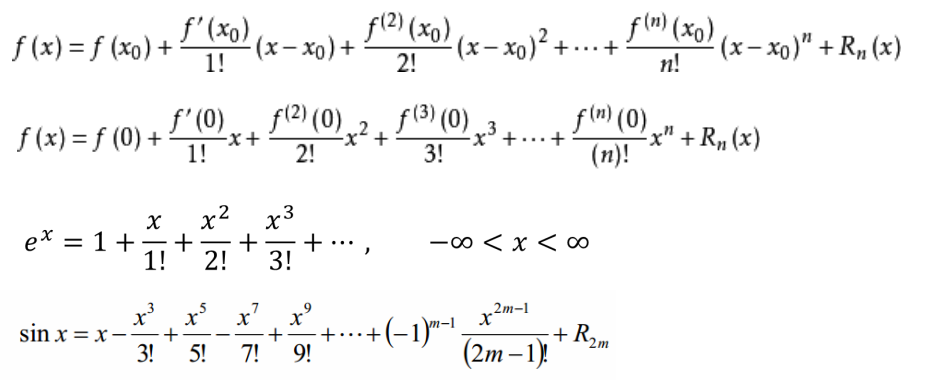 f (x) = f (x₀) + f ′(x₀)/1! (x − x₀) + f⁽²⁾ (x₀)/2! (x − x₀)² + ⋯ + f⁽ⁿ⁾ (x₀)/n! (x − x₀)ⁿ + Rₙ (x)
f (x) = f (0) + f ′(0)/1! x + f⁽²⁾ (0)/2! x² + f⁽³⁾ (0)/3! x³ + ⋯ + f⁽ⁿ⁾ (0)/(n)! xⁿ + Rₙ (x)
eˣ = 1 + x/1! + x²/2! + x³/3! + ⋯ , −∞ < x < ∞
sin x = x − x³/3! + x⁵/5! − x⁷/7! + x⁹/9! + ⋯ + (−1)ᵐ⁻¹ x²ᵐ⁻¹/(2m − 1)! + R₂ₘ